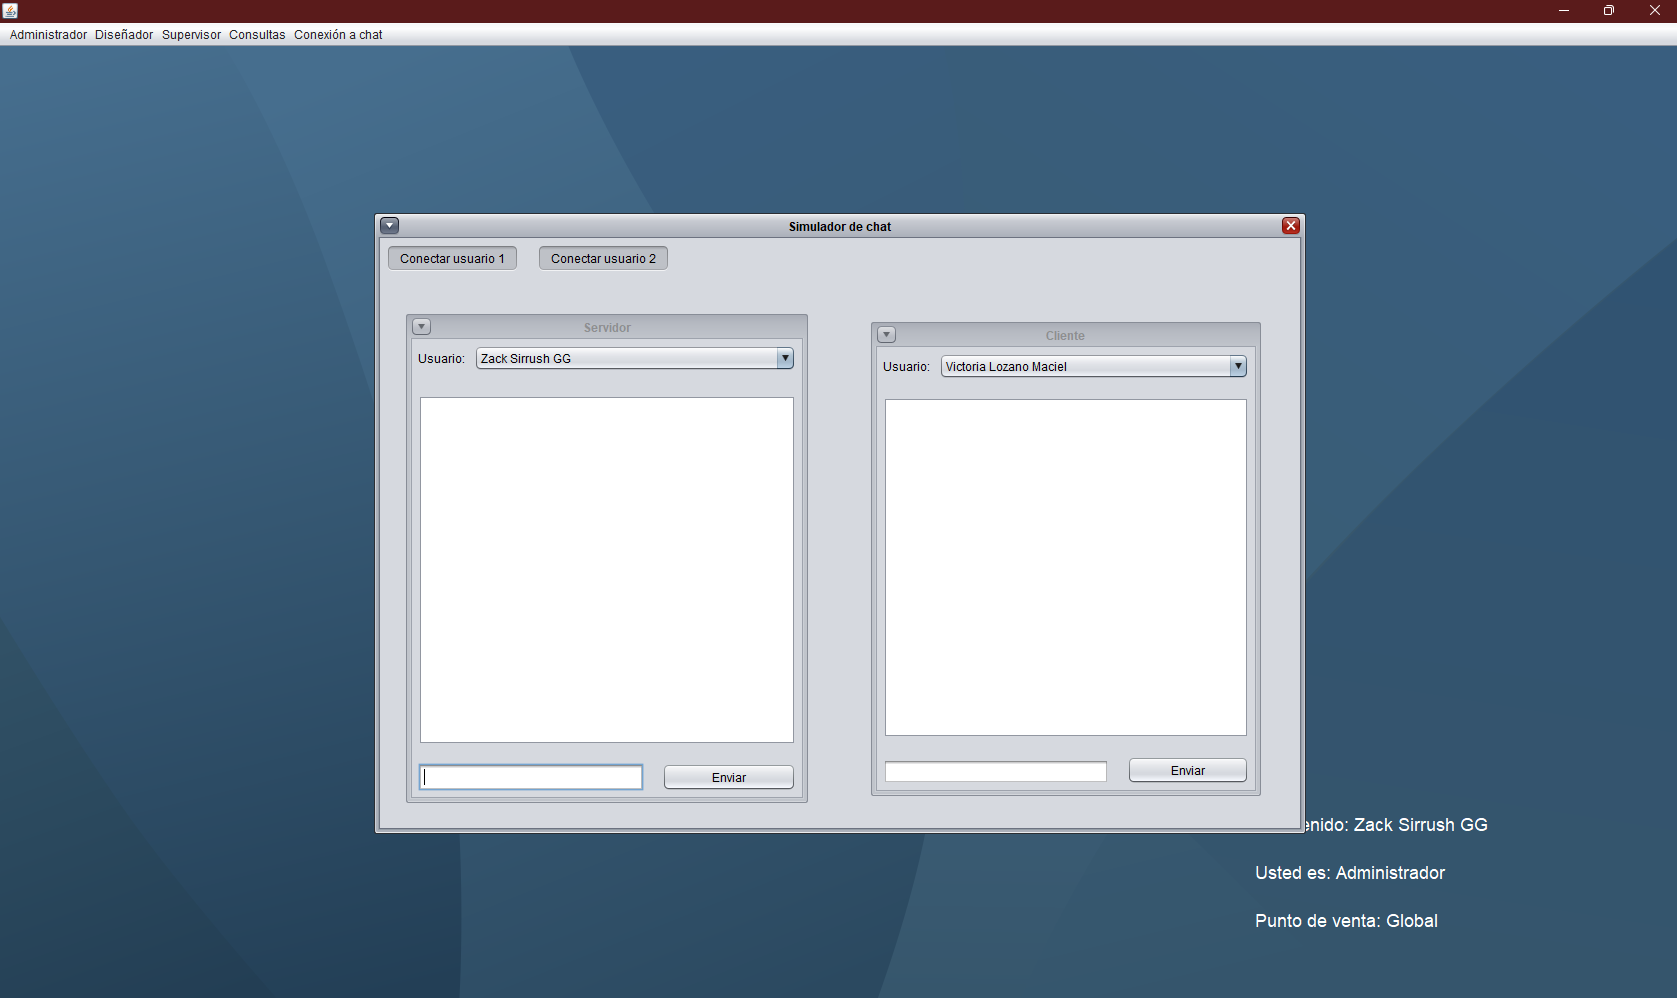 Administrador Diseñador Supervisor Consultas Conexión a chat
Simulador de chat
Conectar usuario 1 Conectar usuario 2
Servidor
Usuario: Zack Sirrush GG
Enviar
Cliente
Usuario: Victoria Lozano Maciel
Enviar
enido: Zack Sirrush GG
Usted es: Administrador
Punto de venta: Global